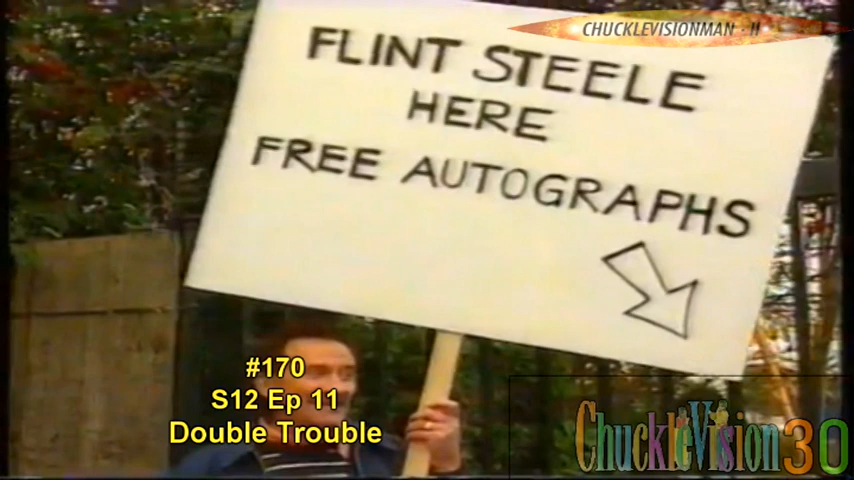 CHUCKLEVISIONMAN - II
FLINT STEELE
HERE
FREE AUTOGRAPHS
#170
S12 Ep 11
Double Trouble
ChuckleVision30